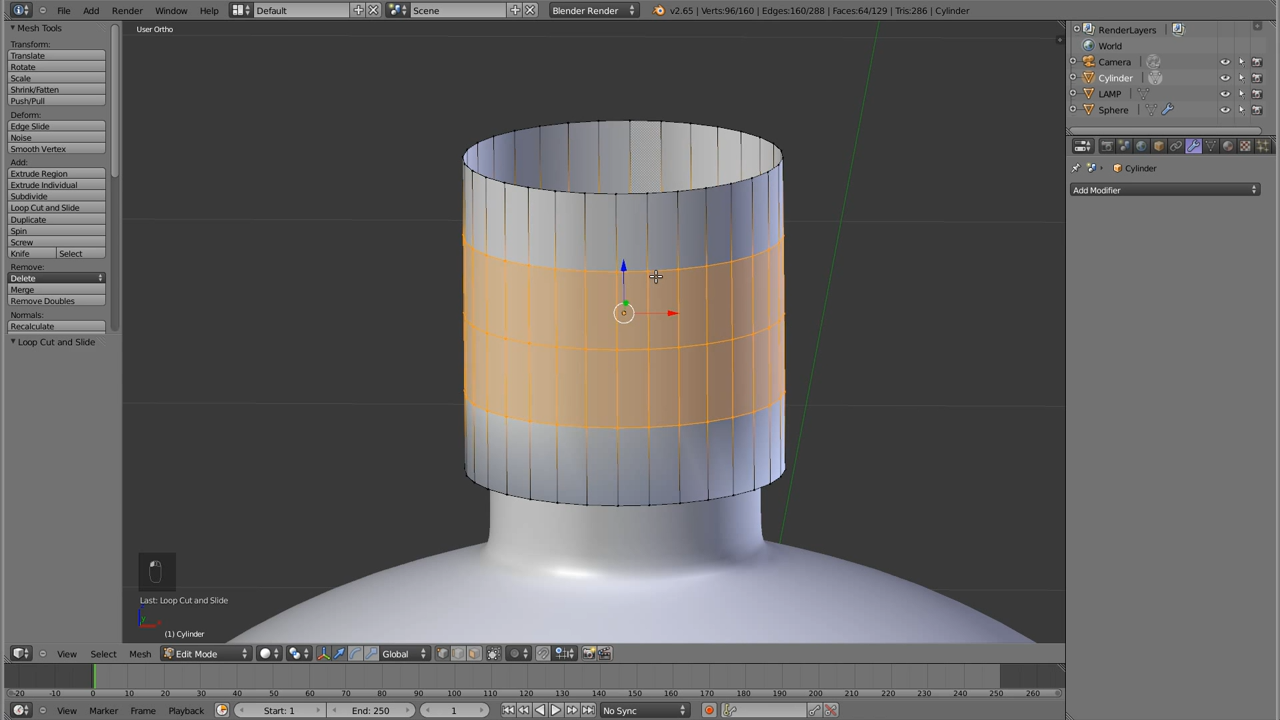 File
Add
Render
Window
Help
Default
Scene
Blender Render
v2.65 | Verts:96/160 | Edges:160/288 | Faces:64/129 | Tris:286 | Cylinder
Mesh Tools
Transform:
Translate
Rotate
Scale
Shrink/Fatten
Push/Pull
Deform:
Edge Slide
Noise
Smooth Vertex
Add:
Extrude Region
Extrude Individual
Subdivide
Loop Cut and Slide
Duplicate
Spin
Screw
Knife
Select
Remove:
Delete
Merge
Remove Doubles
Normals:
Recalculate
Loop Cut and Slide
User Ortho
Last: Loop Cut and Slide
(1) Cylinder
RenderLayers
World
Camera
Cylinder
LAMP
Sphere
Cylinder
Add Modifier
View
Select
Mesh
Edit Mode
Global
-20 -10 0 10 20 30 40 50 60 70 80 90 100 110 120 130 140 150 160 170 180 190 200 210 220 230 240 250 260
View
Marker
Frame
Playback
Start: 1
End: 250
1
No Sync